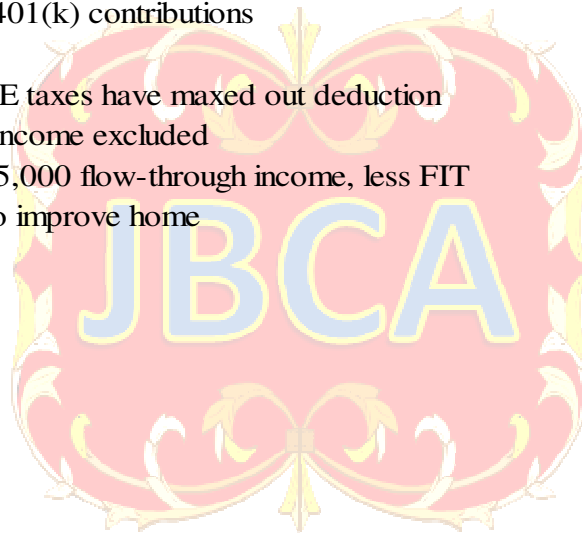 401(k) contributions
E taxes have maxed out deduction
ncome excluded
5,000 flow-through income, less FIT
o improve home
JBCA